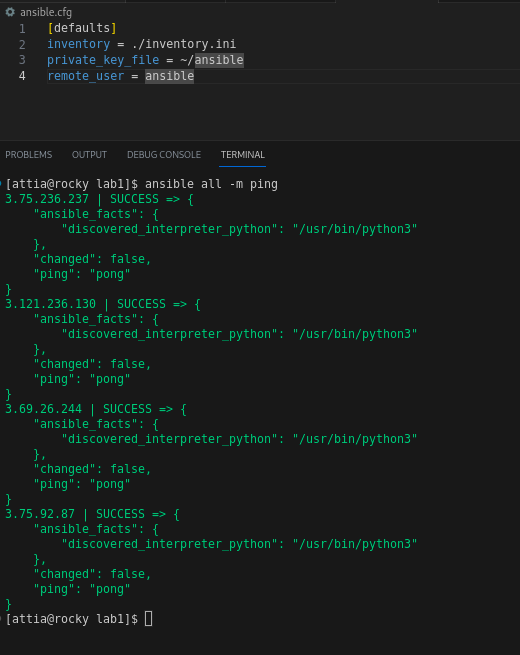 ansible.cfg
1 [defaults]
2 inventory = ./inventory.ini
3 private_key_file = ~/ansible
4 remote_user = ansible
PROBLEMS OUTPUT DEBUG CONSOLE TERMINAL
[attia@rocky lab1]$ ansible all -m ping
3.75.236.237 | SUCCESS => {
    "ansible_facts": {
        "discovered_interpreter_python": "/usr/bin/python3"
    },
    "changed": false,
    "ping": "pong"
}
3.121.236.130 | SUCCESS => {
    "ansible_facts": {
        "discovered_interpreter_python": "/usr/bin/python3"
    },
    "changed": false,
    "ping": "pong"
}
3.69.26.244 | SUCCESS => {
    "ansible_facts": {
        "discovered_interpreter_python": "/usr/bin/python3"
    },
    "changed": false,
    "ping": "pong"
}
3.75.92.87 | SUCCESS => {
    "ansible_facts": {
        "discovered_interpreter_python": "/usr/bin/python3"
    },
    "changed": false,
    "ping": "pong"
}
[attia@rocky lab1]$